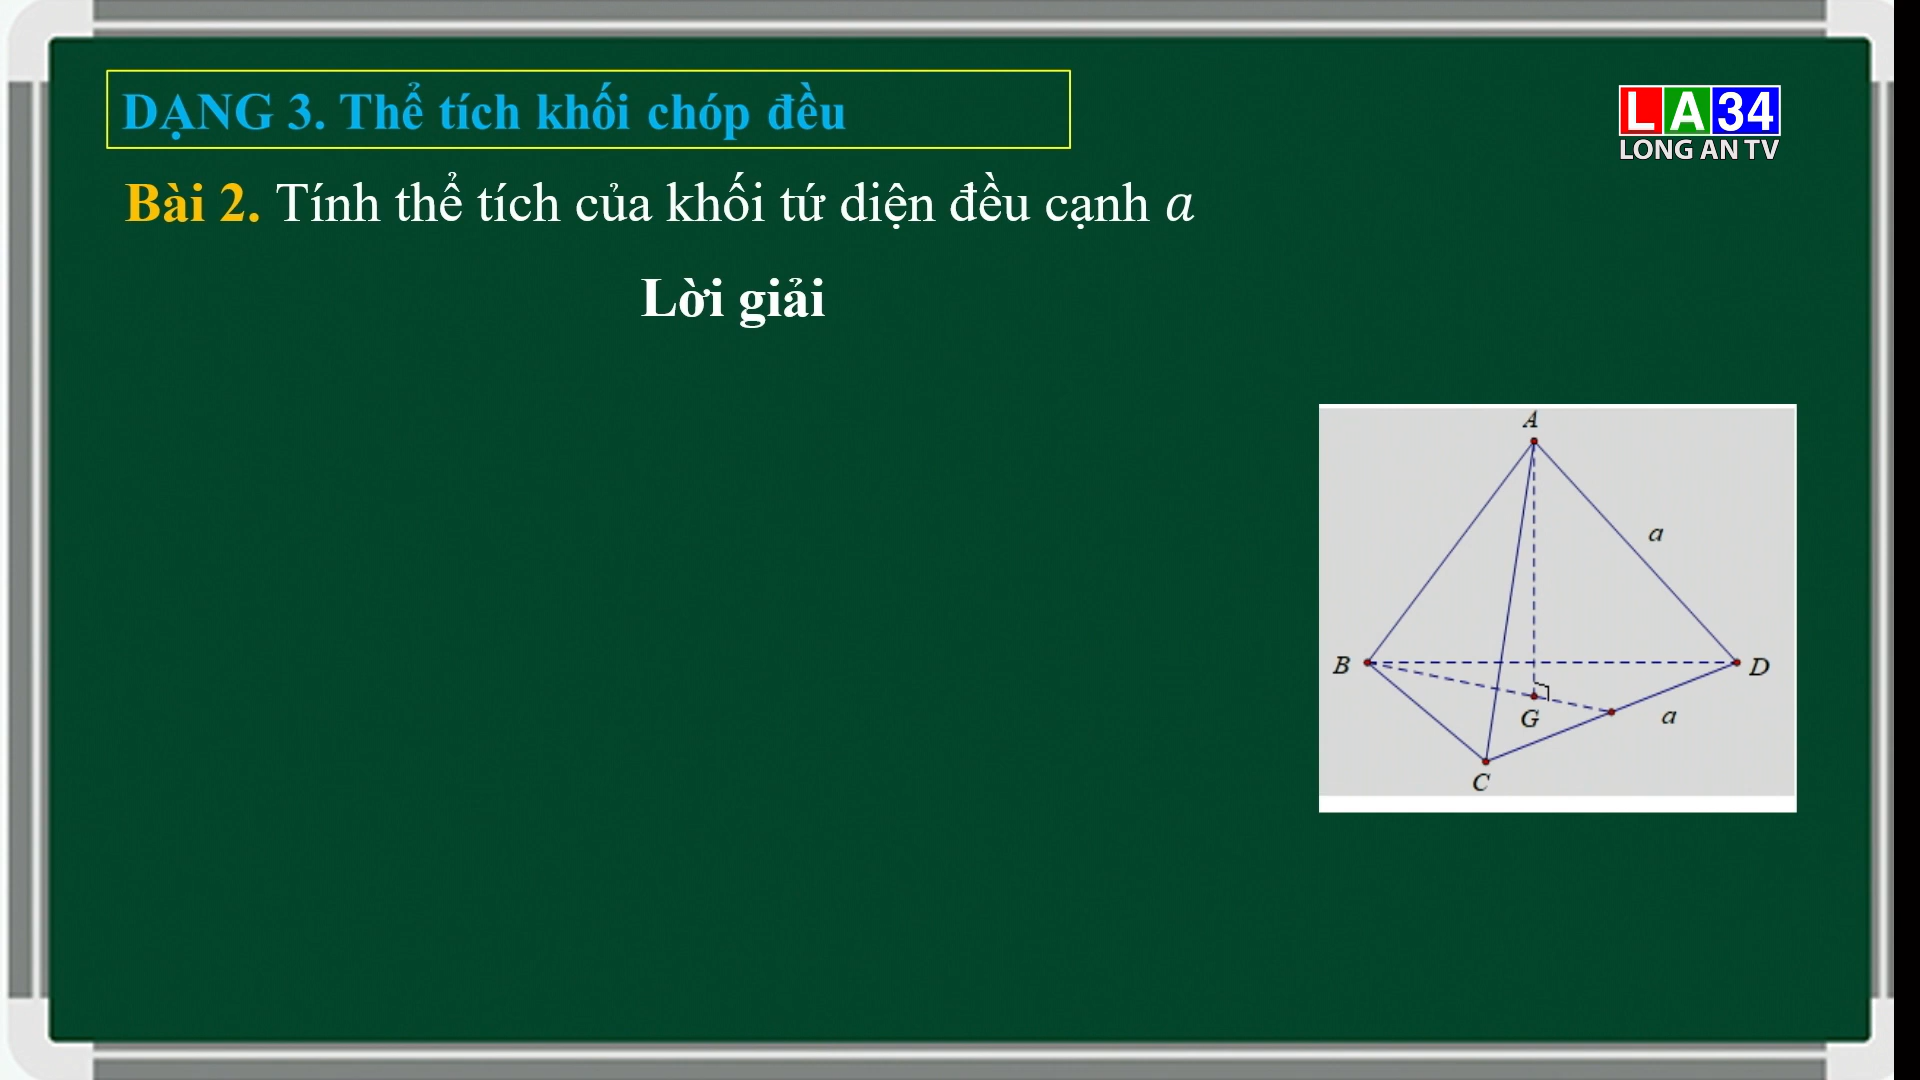 DẠNG 3. Thể tích khối chóp đều
LA34
LONG AN TV
Bài 2. Tính thể tích của khối tứ diện đều cạnh a
Lời giải
A
a
B
D
G
a
C